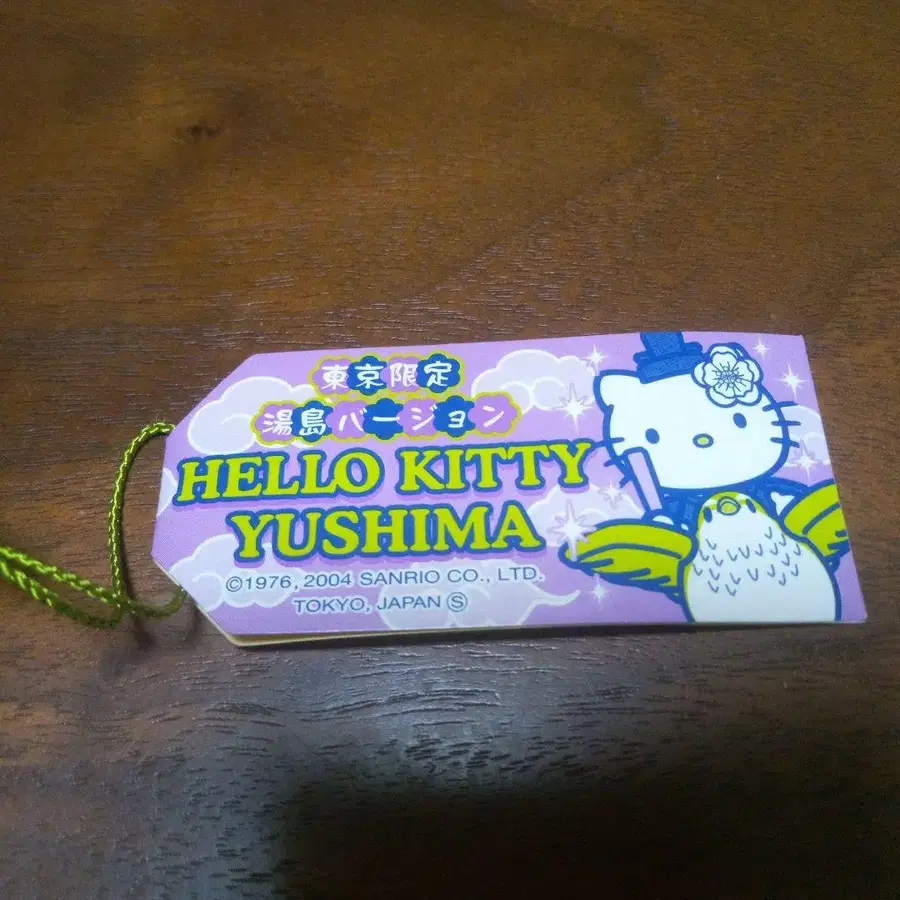 東京限定
湯島バージョン
HELLO KITTY
YUSHIMA
©1976, 2004 SANRIO CO., LTD.
TOKYO, JAPAN Ⓢ